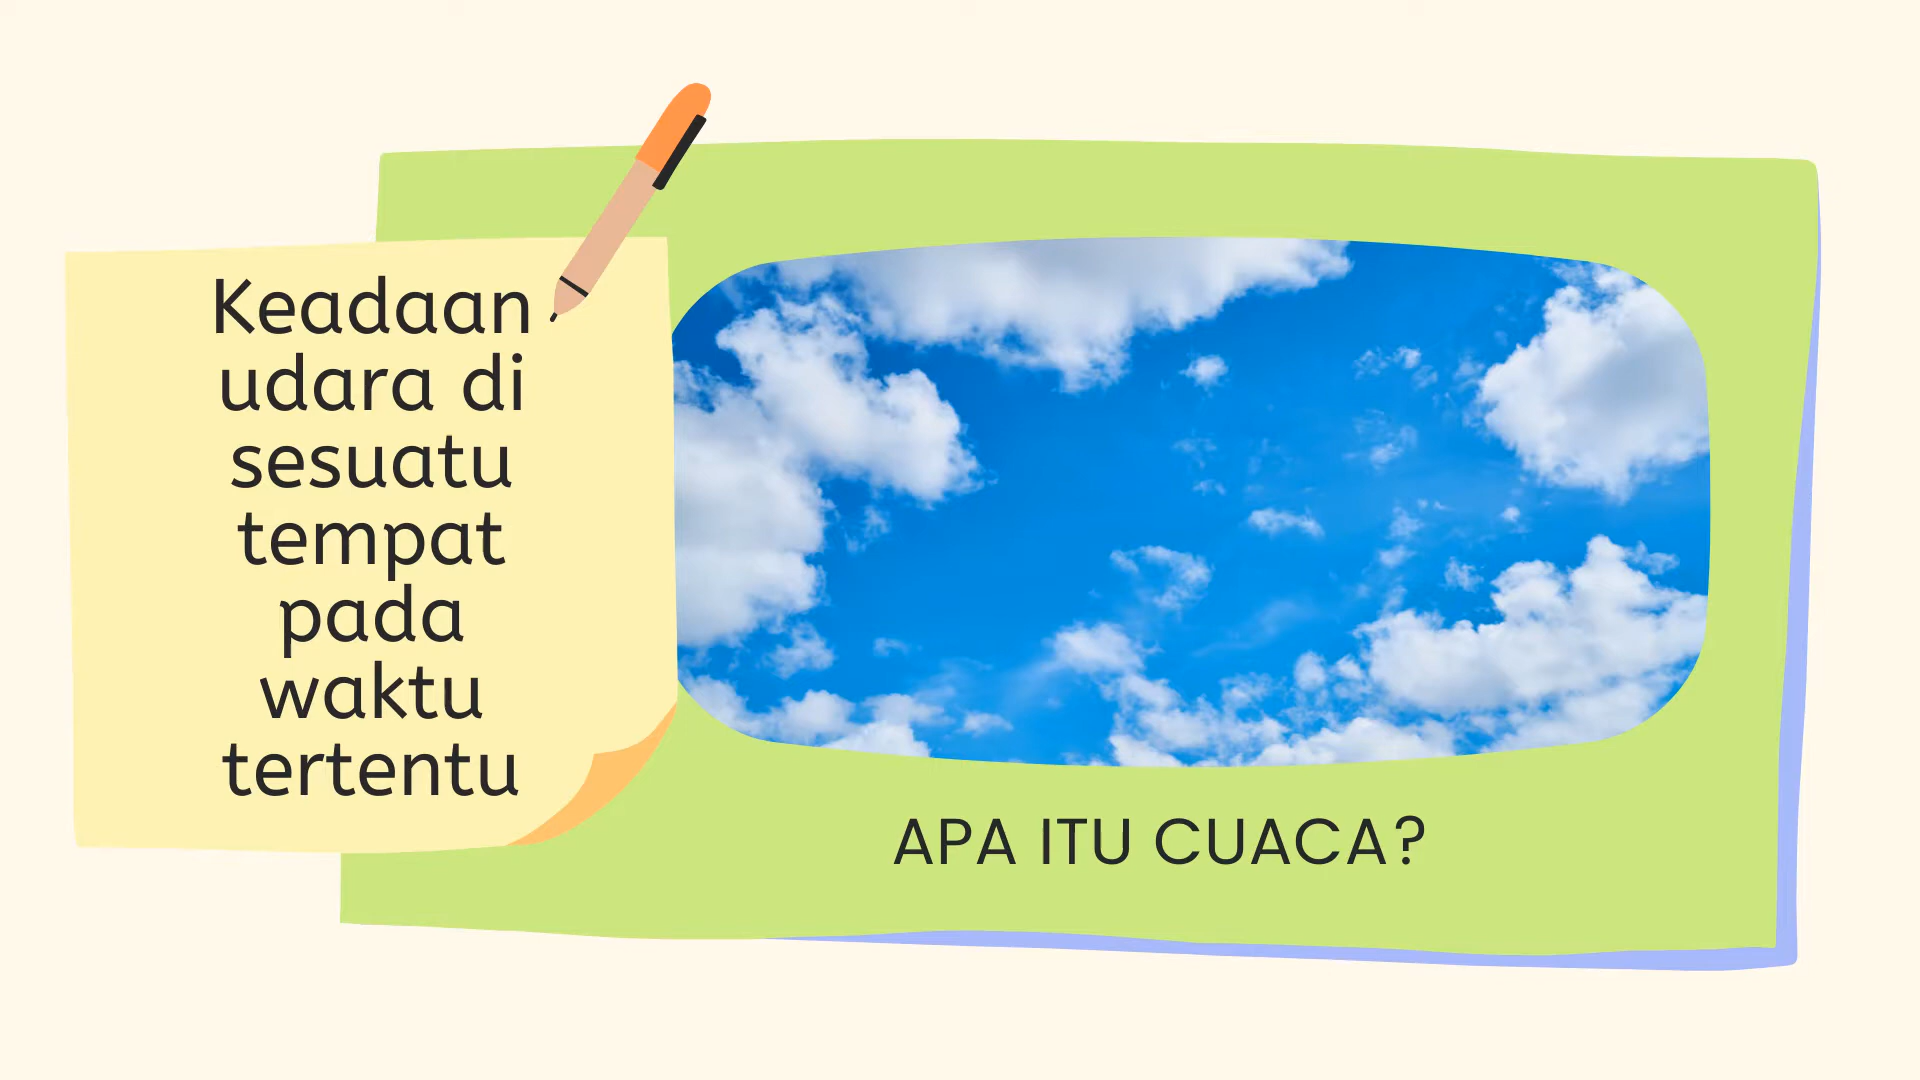 Keadaan
udara di
sesuatu
tempat
pada
waktu
tertentu
APA ITU CUACA?